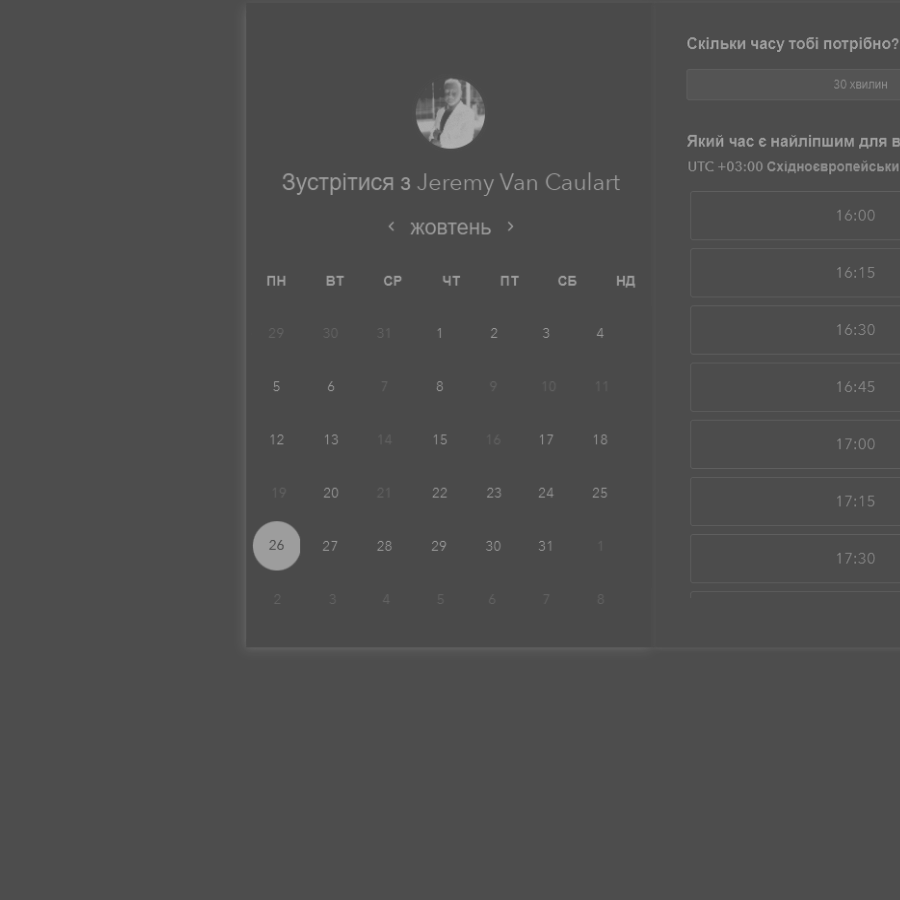 Скільки часу тобі потрібно?
30 хвилин
Зустрітися з Jeremy Van Caulart
жовтень
ПН ВТ СР ЧТ ПТ СБ НД
29 30 31 1 2 3 4
5 6 7 8 9 10 11
12 13 14 15 16 17 18
19 20 21 22 23 24 25
26 27 28 29 30 31 1
2 3 4 5 6 7 8
Який час є найліпшим для в
UTC +03:00 Східноєвропейськи
16:00
16:15
16:30
16:45
17:00
17:15
17:30